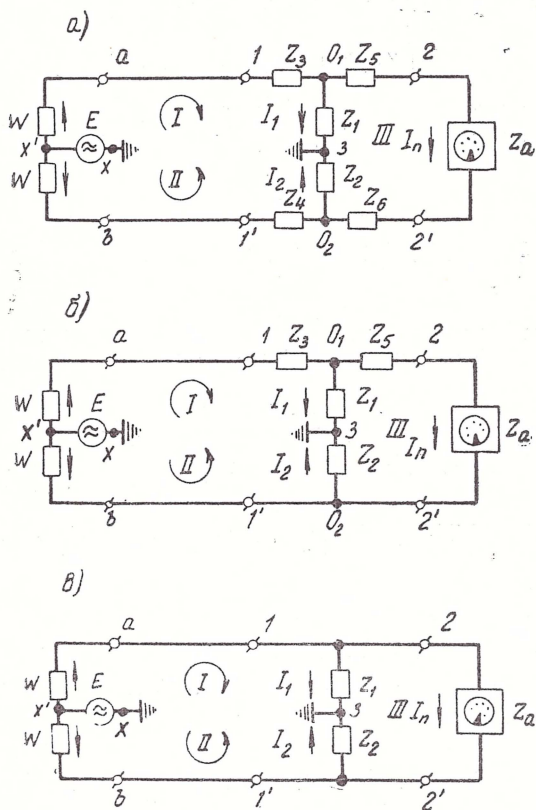 а)
a 1 Z3 O1 Z5 2
W E I I1 Z1 III In Za
x' x 3
W II I2 Z2
b 1' Z4 O2 Z6 2'
б)
a 1 Z3 O1 Z5 2
W E I I1 Z1 III In Za
x' x 3
W II I2 Z2
b 1' O2 2'
в)
a 1 2
W E I I1 Z1 III In Za
x' x 3
W II I2 Z2
b 1' 2'